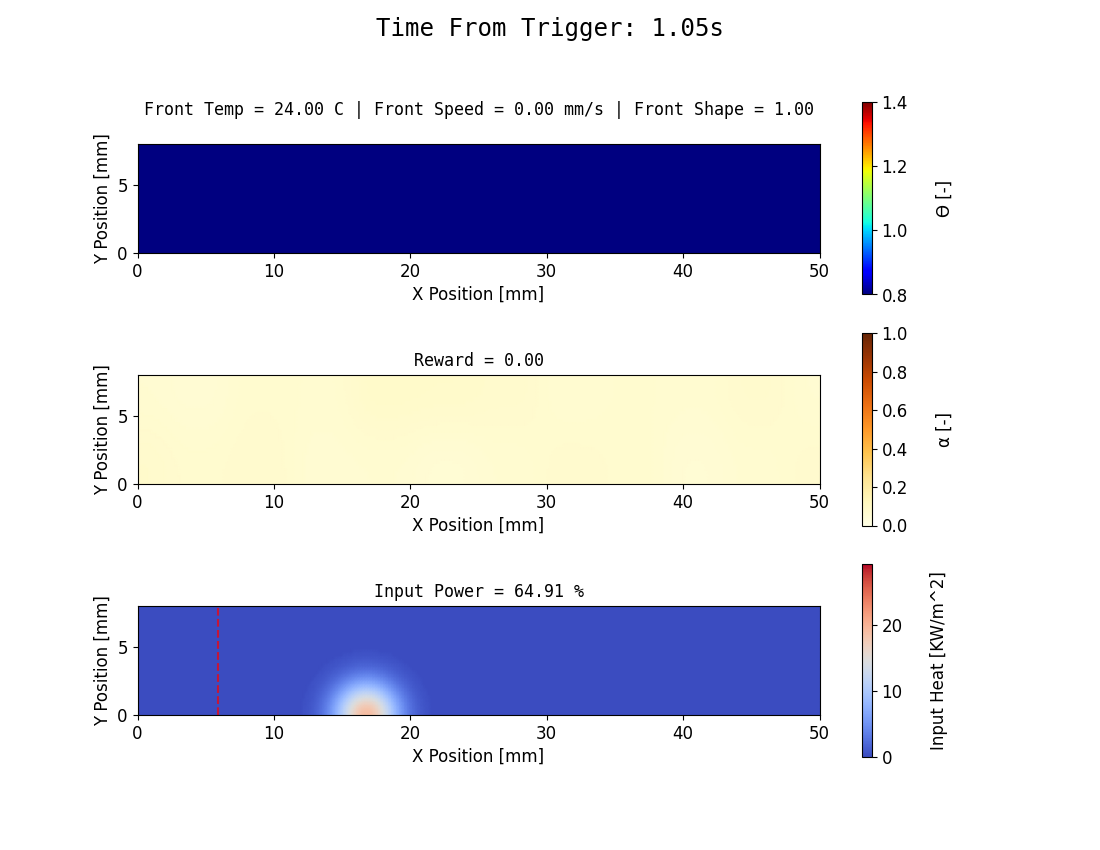 Time From Trigger: 1.05s
Front Temp = 24.00 C | Front Speed = 0.00 mm/s | Front Shape = 1.00
Y Position [mm]
5
0
0 10 20 30 40 50
X Position [mm]
1.4
1.2
1.0
0.8
Θ [-]
Reward = 0.00
Y Position [mm]
5
0
0 10 20 30 40 50
X Position [mm]
1.0
0.8
0.6
0.4
0.2
0.0
α [-]
Input Power = 64.91 %
Y Position [mm]
5
0
0 10 20 30 40 50
X Position [mm]
20
10
0
Input Heat [KW/m^2]